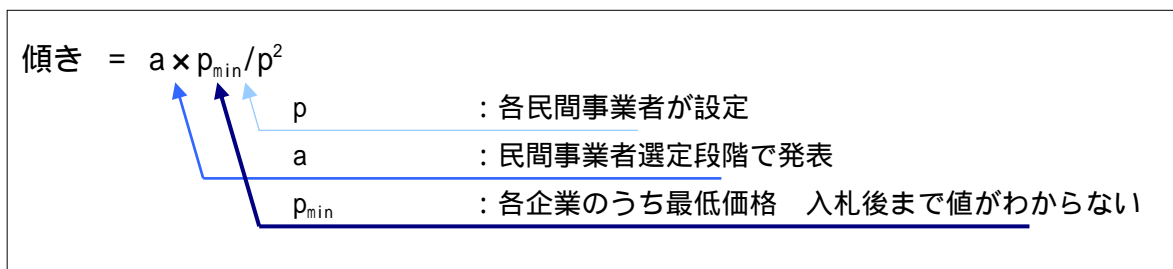 傾き = a×pmin/p²
p ：各民間事業者が設定
a ：民間事業者選定段階で発表
pmin ：各企業のうち最低価格　入札後まで値がわからない